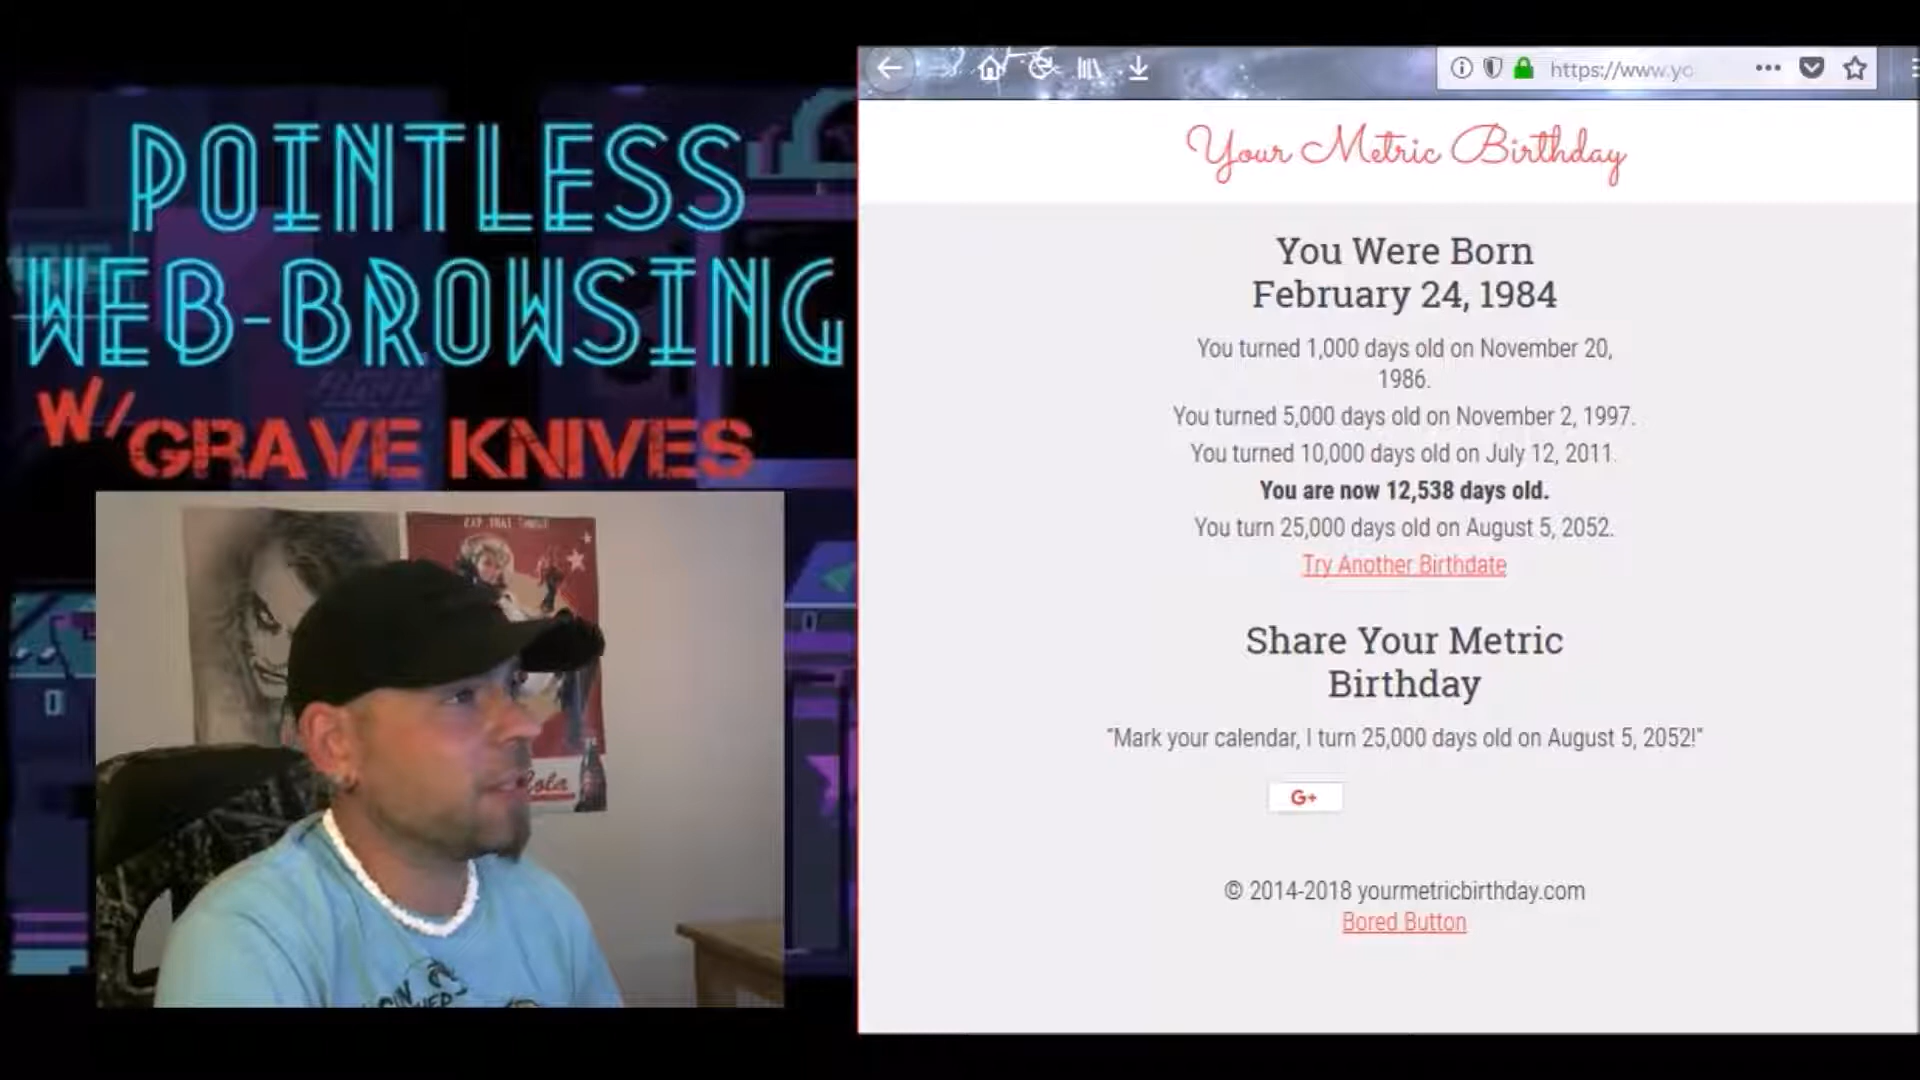 POINTLESS
WEB-BROWSING
W/GRAVE KNIVES
https://www.yo
Your Metric Birthday
You Were Born
February 24, 1984
You turned 1,000 days old on November 20,
1986.
You turned 5,000 days old on November 2, 1997.
You turned 10,000 days old on July 12, 2011.
You are now 12,538 days old.
You turn 25,000 days old on August 5, 2052.
Try Another Birthdate
Share Your Metric
Birthday
"Mark your calendar, I turn 25,000 days old on August 5, 2052!"
G+
© 2014-2018 yourmetricbirthday.com
Bored Button
THAT
Cola
0
0